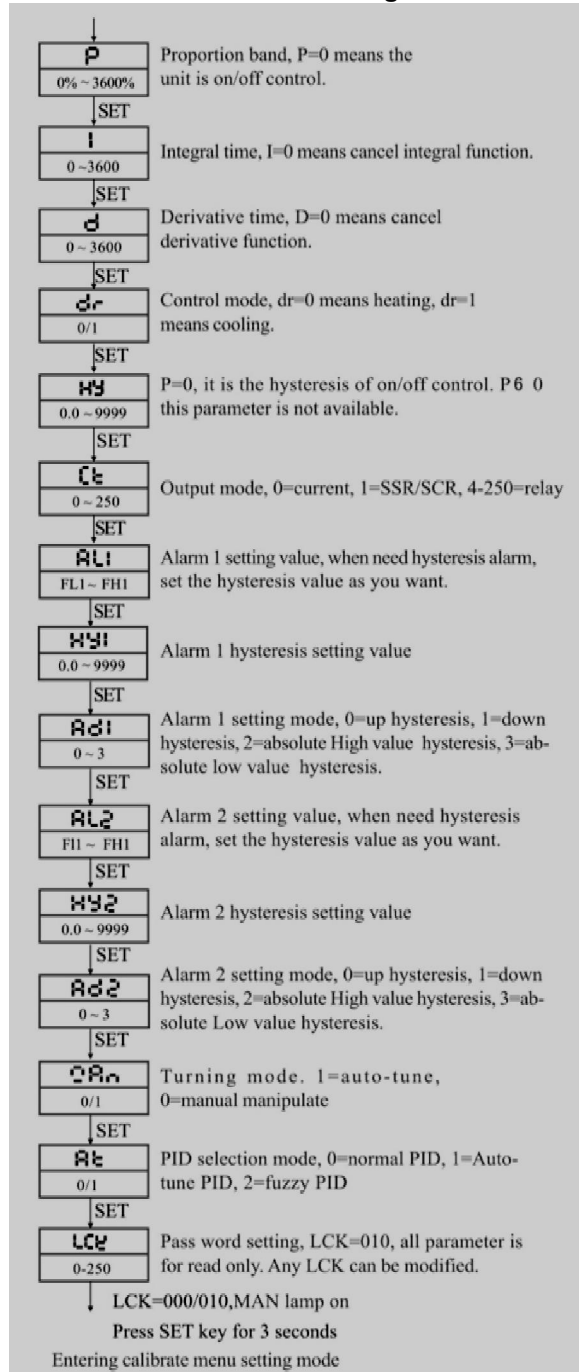 P
0% ~ 3600%
Proportion band, P=0 means the
unit is on/off control.
SET
I
0 ~3600
Integral time, I=0 means cancel integral function.
SET
d
0 ~ 3600
Derivative time, D=0 means cancel
derivative function.
SET
dr
0/1
Control mode, dr=0 means heating, dr=1
means cooling.
SET
HY
0.0 ~ 9999
P=0, it is the hysteresis of on/off control. P6 0
this parameter is not available.
SET
Ct
0 ~ 250
Output mode, 0=current, 1=SSR/SCR, 4-250=relay
SET
AL1
FL1 ~ FH1
Alarm 1 setting value, when need hysteresis alarm,
set the hysteresis value as you want.
SET
HY1
0.0 ~ 9999
Alarm 1 hysteresis setting value
SET
Ad1
0 ~ 3
Alarm 1 setting mode, 0=up hysteresis, 1=down
hysteresis, 2=absolute High value hysteresis, 3=ab-
solute low value hysteresis.
SET
AL2
Fl1 ~ FH1
Alarm 2 setting value, when need hysteresis
alarm, set the hysteresis value as you want.
SET
HY2
0.0 ~ 9999
Alarm 2 hysteresis setting value
SET
Ad2
0 ~ 3
Alarm 2 setting mode, 0=up hysteresis, 1=down
hysteresis, 2=absolute High value hysteresis, 3=ab-
solute Low value hysteresis.
SET
0/1
Turning mode. 1=auto-tune,
0=manual manipulate
SET
At
0/1
PID selection mode, 0=normal PID, 1=Auto-
tune PID, 2=fuzzy PID
SET
LCK
0-250
Pass word setting, LCK=010, all parameter is
for read only. Any LCK can be modified.
LCK=000/010,MAN lamp on
Press SET key for 3 seconds
Entering calibrate menu setting mode